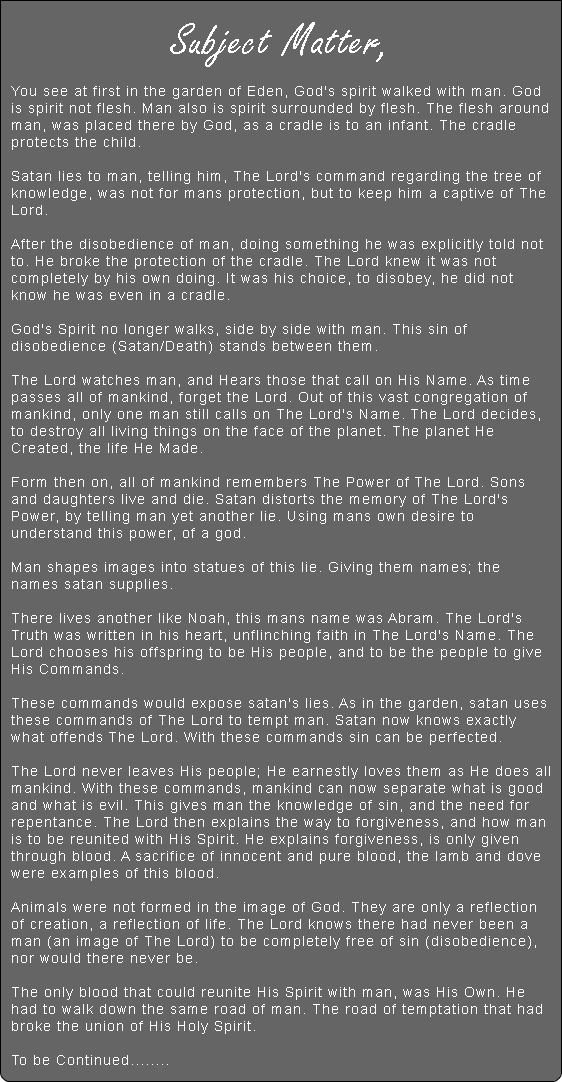 Subject Matter,
You see at first in the garden of Eden, God's spirit walked with man. God
is spirit not flesh. Man also is spirit surrounded by flesh. The flesh around
man, was placed there by God, as a cradle is to an infant. The cradle
protects the child.
Satan lies to man, telling him, The Lord's command regarding the tree of
knowledge, was not for mans protection, but to keep him a captive of The
Lord.
After the disobedience of man, doing something he was explicitly told not
to. He broke the protection of the cradle. The Lord knew it was not
completely by his own doing. It was his choice, to disobey, he did not
know he was even in a cradle.
God's Spirit no longer walks, side by side with man. This sin of
disobedience (Satan/Death) stands between them.
The Lord watches man, and Hears those that call on His Name. As time
passes all of mankind, forget the Lord. Out of this vast congregation of
mankind, only one man still calls on The Lord's Name. The Lord decides,
to destroy all living things on the face of the planet. The planet He
Created, the life He Made.
Form then on, all of mankind remembers The Power of The Lord. Sons
and daughters live and die. Satan distorts the memory of The Lord's
Power, by telling man yet another lie. Using mans own desire to
understand this power, of a god.
Man shapes images into statues of this lie. Giving them names; the
names satan supplies.
There lives another like Noah, this mans name was Abram. The Lord's
Truth was written in his heart, unflinching faith in The Lord's Name. The
Lord chooses his offspring to be His people, and to be the people to give
His Commands.
These commands would expose satan's lies. As in the garden, satan uses
these commands of The Lord to tempt man. Satan now knows exactly
what offends The Lord. With these commands sin can be perfected.
The Lord never leaves His people; He earnestly loves them as He does all
mankind. With these commands, mankind can now separate what is good
and what is evil. This gives man the knowledge of sin, and the need for
repentance. The Lord then explains the way to forgiveness, and how man
is to be reunited with His Spirit. He explains forgiveness, is only given
through blood. A sacrifice of innocent and pure blood, the lamb and dove
were examples of this blood.
Animals were not formed in the image of God. They are only a reflection
of creation, a reflection of life. The Lord knows there had never been a
man (an image of The Lord) to be completely free of sin (disobedience),
nor would there never be.
The only blood that could reunite His Spirit with man, was His Own. He
had to walk down the same road of man. The road of temptation that had
broke the union of His Holy Spirit.
To be Continued........